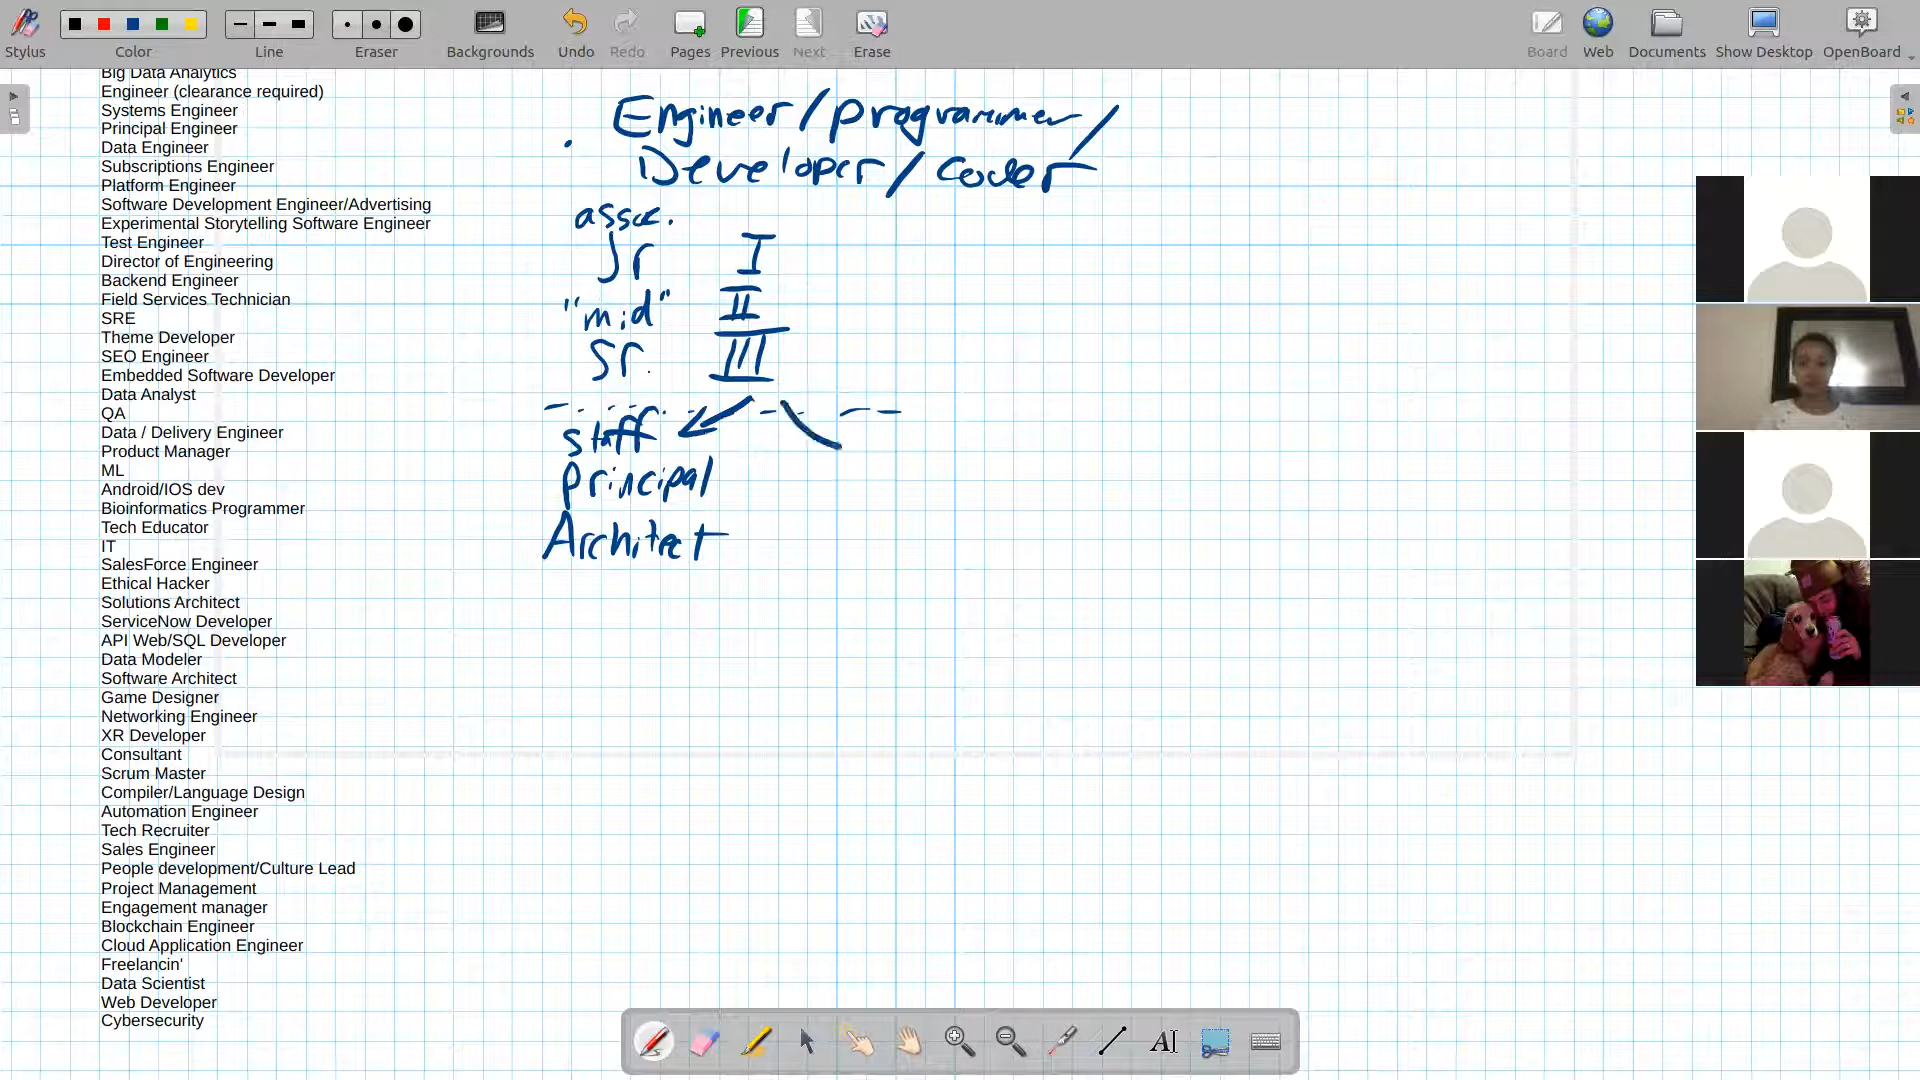 Stylus
Color
Line
Eraser
Backgrounds
Undo
Redo
Pages
Previous
Next
Erase
Board
Web
Documents
Show Desktop
OpenBoard
Big Data Analytics
Engineer (clearance required)
Systems Engineer
Principal Engineer
Data Engineer
Subscriptions Engineer
Platform Engineer
Software Development Engineer/Advertising
Experimental Storytelling Software Engineer
Test Engineer
Director of Engineering
Backend Engineer
Field Services Technician
SRE
Theme Developer
SEO Engineer
Embedded Software Developer
Data Analyst
QA
Data / Delivery Engineer
Product Manager
ML
Android/IOS dev
Bioinformatics Programmer
Tech Educator
IT
SalesForce Engineer
Ethical Hacker
Solutions Architect
ServiceNow Developer
API Web/SQL Developer
Data Modeler
Software Architect
Game Designer
Networking Engineer
XR Developer
Consultant
Scrum Master
Compiler/Language Design
Automation Engineer
Tech Recruiter
Sales Engineer
People development/Culture Lead
Project Management
Engagement manager
Blockchain Engineer
Cloud Application Engineer
Freelancin'
Data Scientist
Web Developer
Cybersecurity
Engineer/programmer/
Developer/coder
assoc.
Jr I
"mid" II
Sr. III
staff
principal
Architect
AI